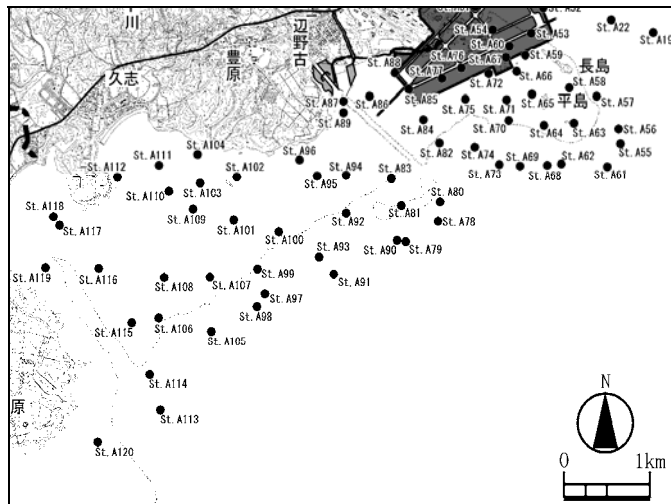 St. A52
St. A54
St. A22
St. A53
St. A19
St. A60
辺野古
川
豊原
久志
St. A88
St. A76
St. A67
St. A59
長島
St. A77
St. A72
St. A66
St. A58
St. A87
St. A86
St. A85
St. A75
St. A71
St. A65
平島
St. A57
St. A89
St. A84
St. A70
St. A64
St. A63
St. A56
St. A55
St. A82
St. A74
St. A104
St. A96
St. A111
St. A112
St. A102
St. A94
St. A83
St. A73
St. A69
St. A68
St. A62
St. A61
St. A95
St. A110
St. A103
St. A80
St. A109
St. A81
St. A118
St. A117
St. A101
St. A92
St. A78
St. A100
St. A90
St. A79
St. A93
St. A119
St. A116
St. A108
St. A107
St. A99
St. A91
St. A97
St. A98
St. A115
St. A106
St. A105
St. A114
原
St. A113
St. A120
N
0
1km